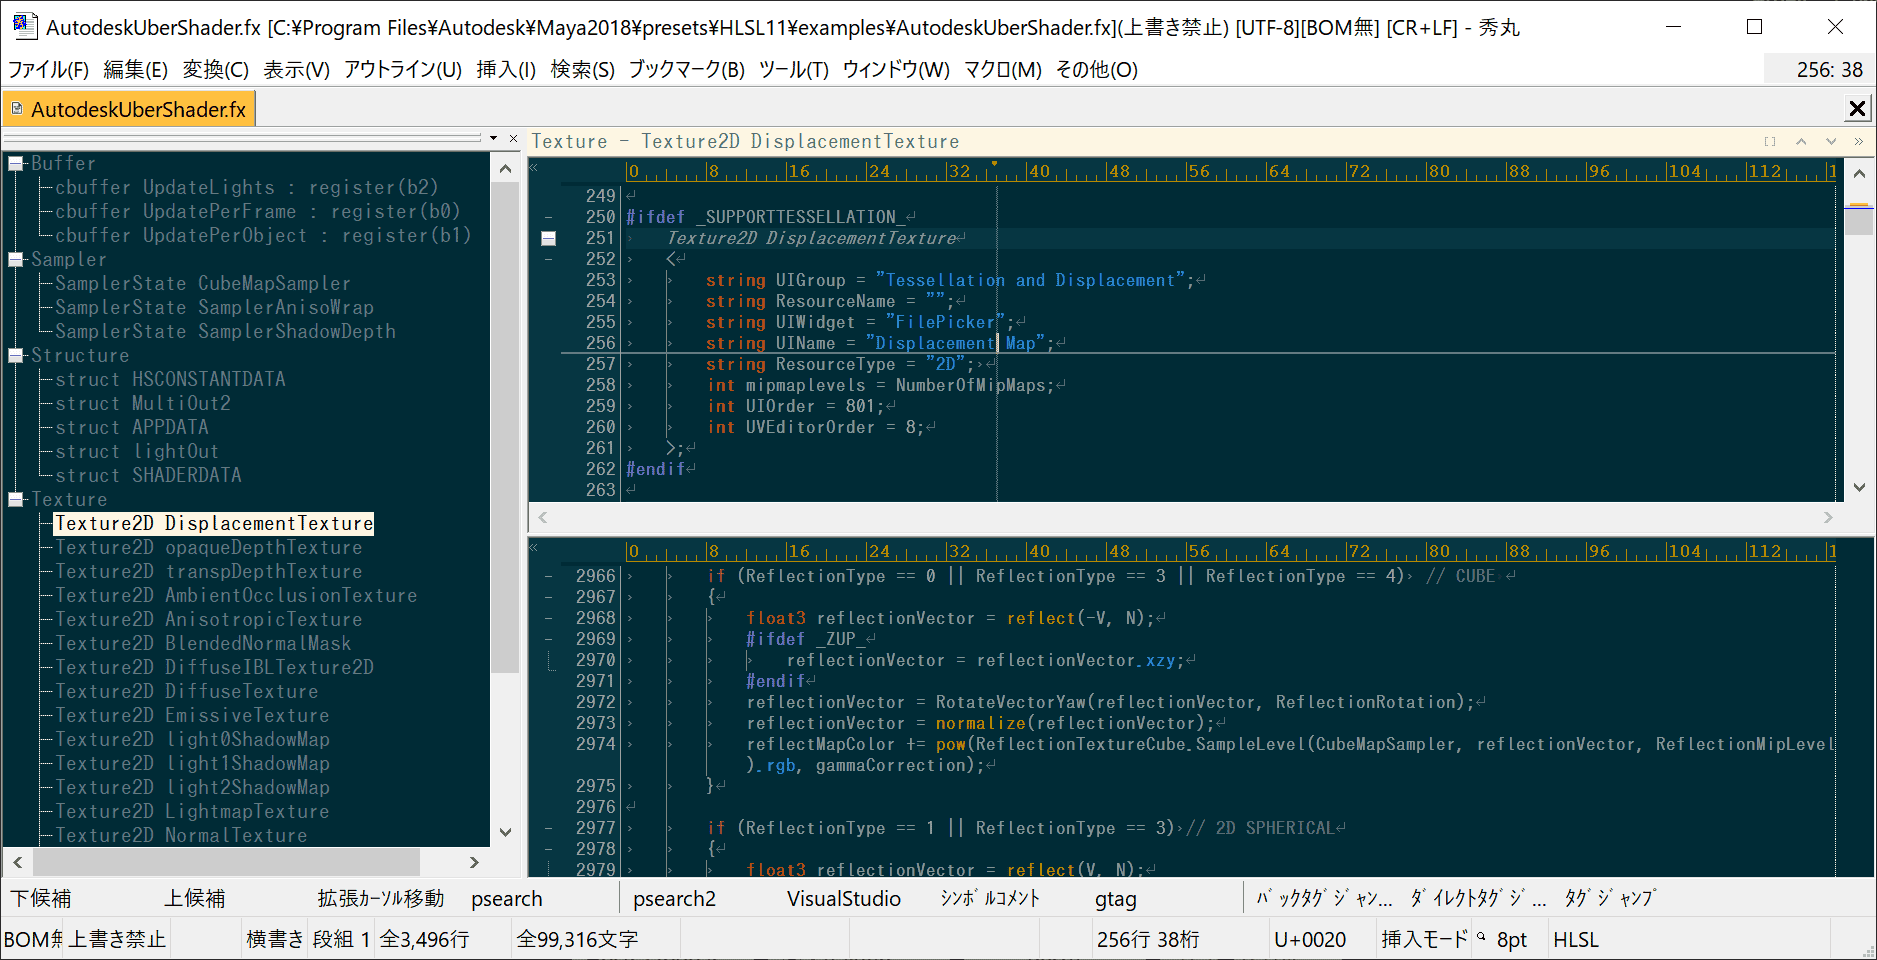 AutodeskUberShader.fx [C:¥Program Files¥Autodesk¥Maya2018¥presets¥HLSL11¥examples¥AutodeskUberShader.fx](上書き禁止) [UTF-8][BOM無] [CR+LF] - 秀丸
ファイル(F) 編集(E) 変換(C) 表示(V) アウトライン(U) 挿入(I) 検索(S) ブックマーク(B) ツール(T) ウィンドウ(W) マクロ(M) その他(O) 256: 38
AutodeskUberShader.fx
Buffer
cbuffer UpdateLights : register(b2)
cbuffer UpdatePerFrame : register(b0)
cbuffer UpdatePerObject : register(b1)
Sampler
SamplerState CubeMapSampler
SamplerState SamplerAnisoWrap
SamplerState SamplerShadowDepth
Structure
struct HSCONSTANTDATA
struct MultiOut2
struct APPDATA
struct lightOut
struct SHADERDATA
Texture
Texture2D DisplacementTexture
Texture2D opaqueDepthTexture
Texture2D transpDepthTexture
Texture2D AmbientOcclusionTexture
Texture2D AnisotropicTexture
Texture2D BlendedNormalMask
Texture2D DiffuseIBLTexture2D
Texture2D DiffuseTexture
Texture2D EmissiveTexture
Texture2D light0ShadowMap
Texture2D light1ShadowMap
Texture2D light2ShadowMap
Texture2D LightmapTexture
Texture2D NormalTexture
Texture - Texture2D DisplacementTexture
0 8 16 24 32 40 48 56 64 72 80 88 96 104 112 1
249
250 #ifdef _SUPPORTTESSELLATION_
251 Texture2D DisplacementTexture
252 <
253 string UIGroup = "Tessellation and Displacement";
254 string ResourceName = "";
255 string UIWidget = "FilePicker";
256 string UIName = "Displacement Map";
257 string ResourceType = "2D";
258 int mipmaplevels = NumberOfMipMaps;
259 int UIOrder = 801;
260 int UVEditorOrder = 8;
261 >;
262 #endif
263
0 8 16 24 32 40 48 56 64 72 80 88 96 104 112 1
2966 if (ReflectionType == 0 || ReflectionType == 3 || ReflectionType == 4) // CUBE
2967 {
2968 float3 reflectionVector = reflect(-V, N);
2969 #ifdef _ZUP_
2970 reflectionVector = reflectionVector.xzy;
2971 #endif
2972 reflectionVector = RotateVectorYaw(reflectionVector, ReflectionRotation);
2973 reflectionVector = normalize(reflectionVector);
2974 reflectMapColor += pow(ReflectionTextureCube.SampleLevel(CubeMapSampler, reflectionVector, ReflectionMipLevel
).rgb, gammaCorrection);
2975 }
2976
2977 if (ReflectionType == 1 || ReflectionType == 3) // 2D SPHERICAL
2978 {
2979 float3 reflectionVector = reflect(V, N);
下候補 上候補 拡張ｶｰｿﾙ移動 psearch psearch2 VisualStudio ｼﾝﾎﾞﾙｺﾒﾝﾄ gtag ﾊﾞｯｸﾀｸﾞｼﾞｬﾝ... ﾀﾞｲﾚｸﾄﾀｸﾞｼﾞ... ﾀｸﾞｼﾞｬﾝﾌﾟ
BOM無 上書き禁止 横書き 段組 1 全3,496行 全99,316文字 256行 38桁 U+0020 挿入モード 8pt HLSL